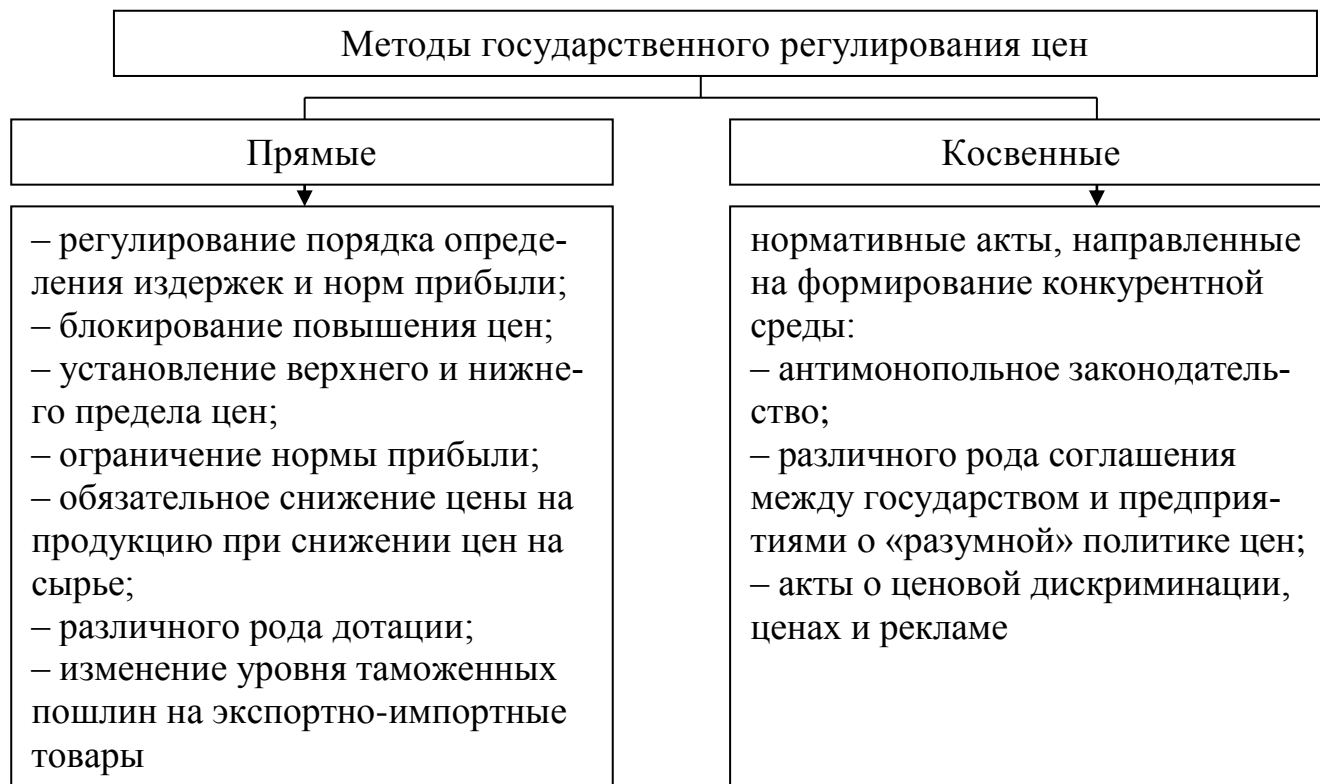 Методы государственного регулирования цен
Прямые
Косвенные
– регулирование порядка опреде-
ления издержек и норм прибыли;
– блокирование повышения цен;
– установление верхнего и нижне-
го предела цен;
– ограничение нормы прибыли;
– обязательное снижение цены на
продукцию при снижении цен на
сырье;
– различного рода дотации;
– изменение уровня таможенных
пошлин на экспортно-импортные
товары
нормативные акты, направленные
на формирование конкурентной
среды:
– антимонопольное законодатель-
ство;
– различного рода соглашения
между государством и предприя-
тиями о «разумной» политике цен;
– акты о ценовой дискриминации,
ценах и рекламе